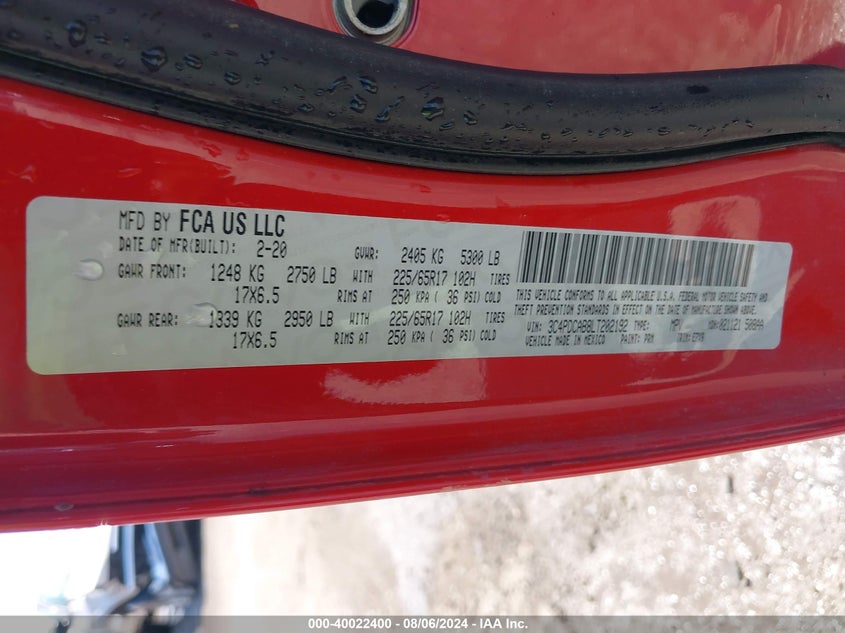 MFD BY FCA US LLC
DATE OF MFR(BUILT): 2-20 GVWR: 2405 KG 5300 LB
GAWR FRONT: 1248 KG 2750 LB WITH 225/65R17 102H TIRES
17X6.5 RIMS AT 250 KPA ( 36 PSI) COLD
GAWR REAR: 1339 KG 2950 LB WITH 225/65R17 102H TIRES
17X6.5 RIMS AT 250 KPA ( 36 PSI) COLD
THIS VEHICLE CONFORMS TO ALL APPLICABLE U.S.A. FEDERAL MOTOR VEHICLE SAFETY AND
THEFT PREVENTION STANDARDS IN EFFECT ON THE DATE OF MANUFACTURE SHOWN ABOVE
VIN: 3C4PDCAB8LT202192 TYPE: MPV MDH: 021121 508AA
VEHICLE MADE IN MEXICO PAINT: PRM TRIM:
000-40022400 - 08/06/2024 - IAA Inc.